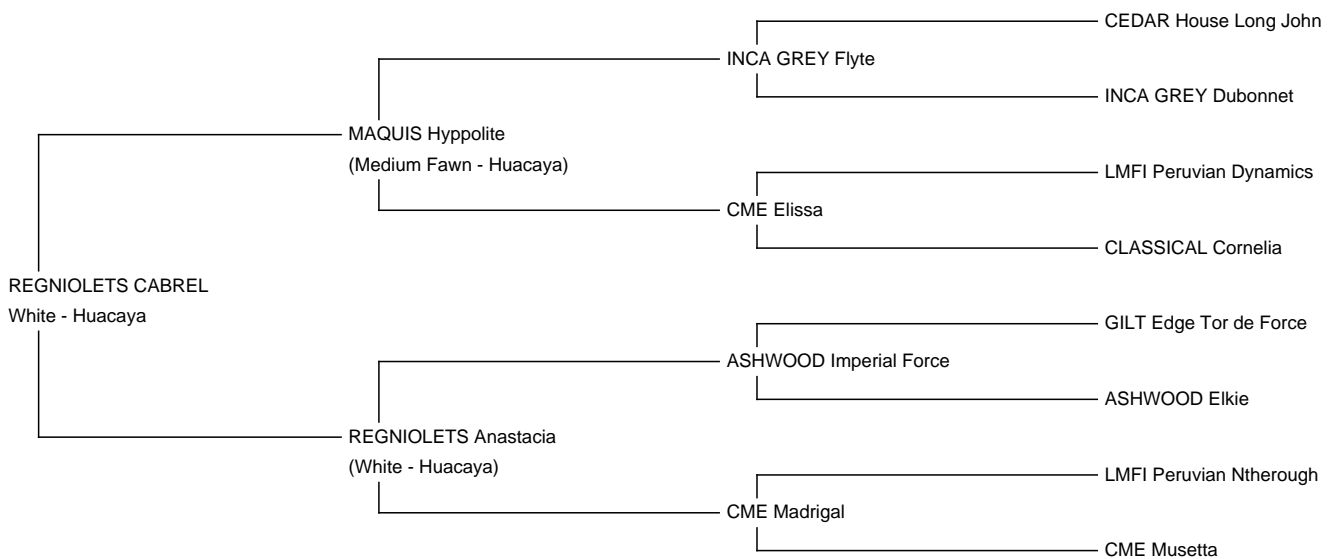 CEDAR House Long John
INCA GREY Flyte
INCA GREY Dubonnet
MAQUIS Hyppolite
(Medium Fawn - Huacaya)
LMFI Peruvian Dynamics
CME Elissa
CLASSICAL Cornelia
REGNIOLETS CABREL
White - Huacaya
GILT Edge Tor de Force
ASHWOOD Imperial Force
ASHWOOD Elkie
REGNIOLETS Anastacia
(White - Huacaya)
LMFI Peruvian Ntherough
CME Madrigal
CME Musetta